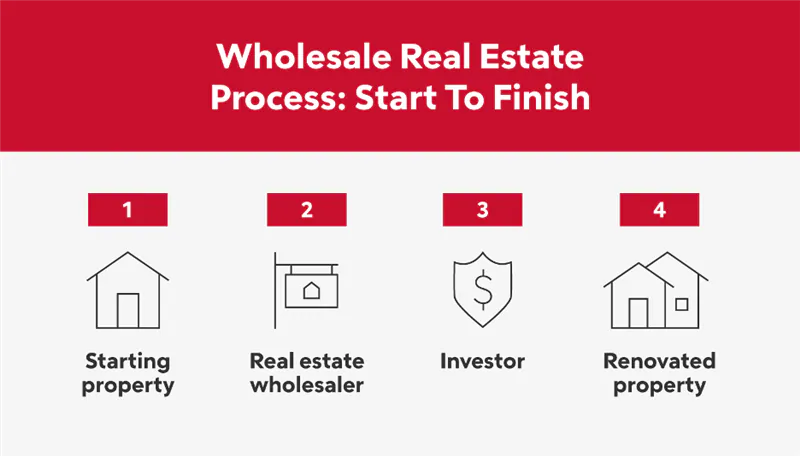 Wholesale Real Estate
Process: Start To Finish
1
2
3
4
$
Starting
property
Real estate
wholesaler
Investor
Renovated
property